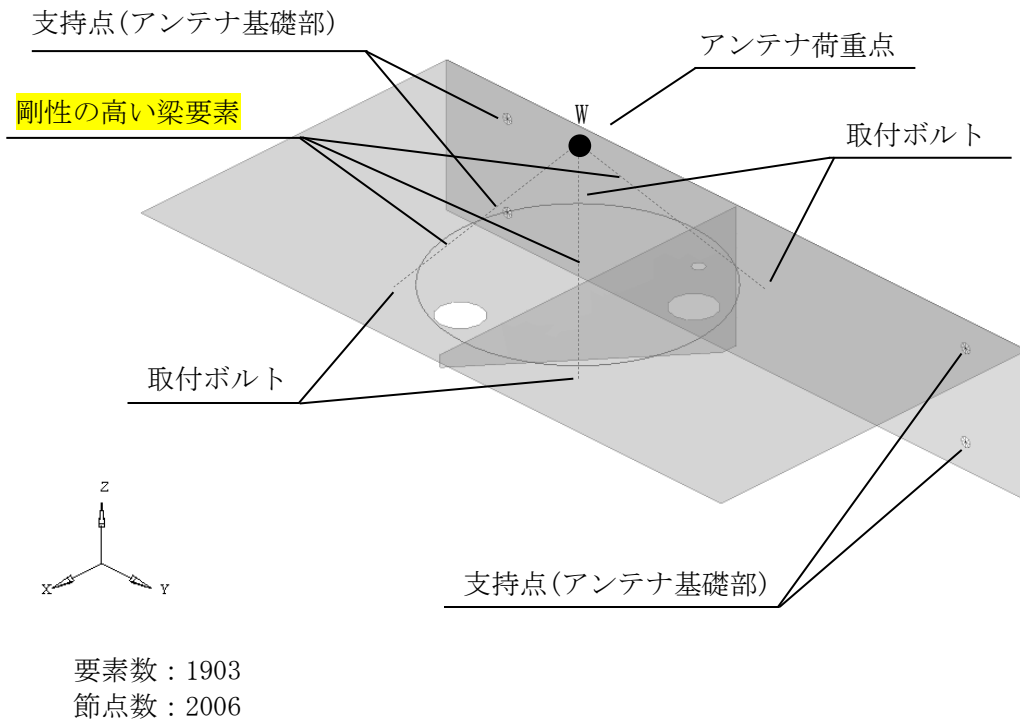 支持点(アンテナ基礎部)
アンテナ荷重点
剛性の高い梁要素
W
取付ボルト
取付ボルト
Z
X
Y
支持点(アンテナ基礎部)
要素数：1903
節点数：2006